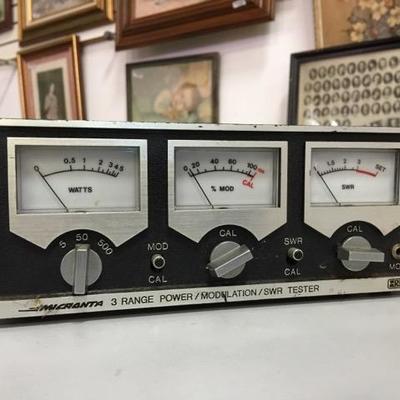 0 0.5 1 2 3 4 5
WATTS
0 20 40 60 80 100
% MOD
CAL
1 1.5 2 3 SET
SWR
5 50 500
MOD
CAL
CAL
SWR
CAL
CAL
MICRONTA 3 RANGE POWER/MODULATION/SWR TESTER